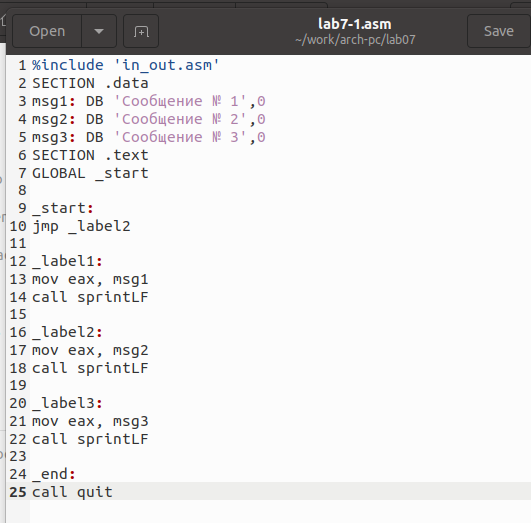 Open
lab7-1.asm
~/work/arch-pc/lab07
Save
1 %include 'in_out.asm'
2 SECTION .data
3 msg1: DB 'Сообщение № 1',0
4 msg2: DB 'Сообщение № 2',0
5 msg3: DB 'Сообщение № 3',0
6 SECTION .text
7 GLOBAL _start
8
9 _start:
10 jmp _label2
11
12 _label1:
13 mov eax, msg1
14 call sprintLF
15
16 _label2:
17 mov eax, msg2
18 call sprintLF
19
20 _label3:
21 mov eax, msg3
22 call sprintLF
23
24 _end:
25 call quit